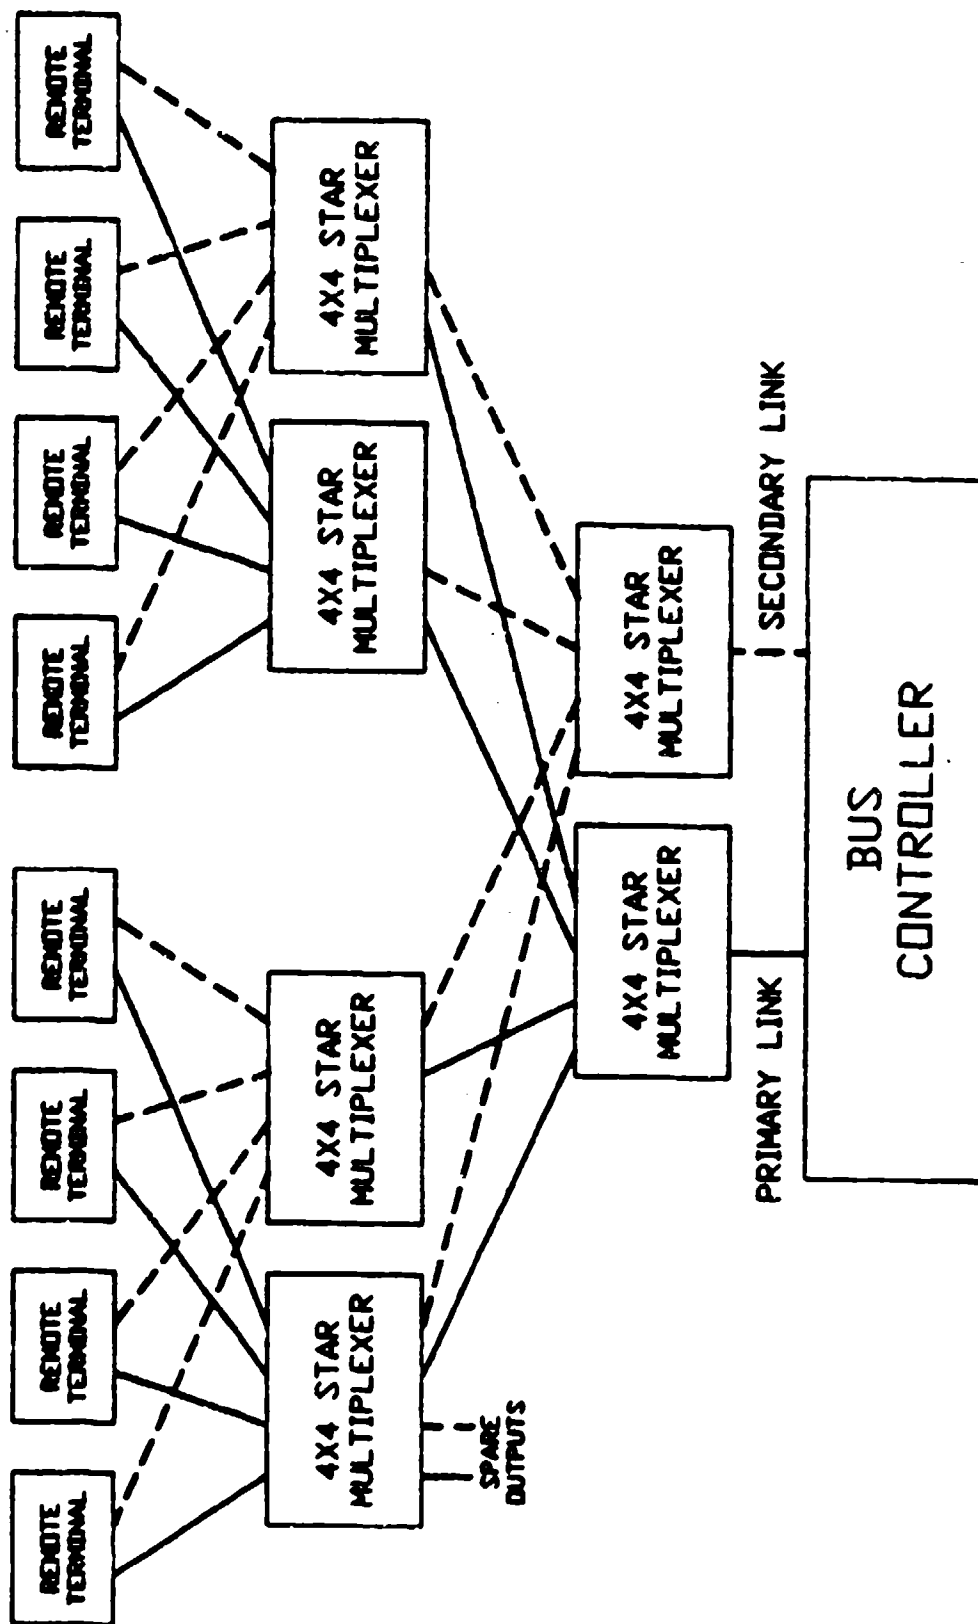 REMOTE
TERMINAL
REMOTE
TERMINAL
REMOTE
TERMINAL
REMOTE
TERMINAL
REMOTE
TERMINAL
REMOTE
TERMINAL
REMOTE
TERMINAL
REMOTE
TERMINAL
4X4 STAR
MULTIPLEXER
4X4 STAR
MULTIPLEXER
4X4 STAR
MULTIPLEXER
4X4 STAR
MULTIPLEXER
SPARE
OUTPUTS
4X4 STAR
MULTIPLEXER
4X4 STAR
MULTIPLEXER
PRIMARY LINK
SECONDARY LINK
BUS
CONTROLLER